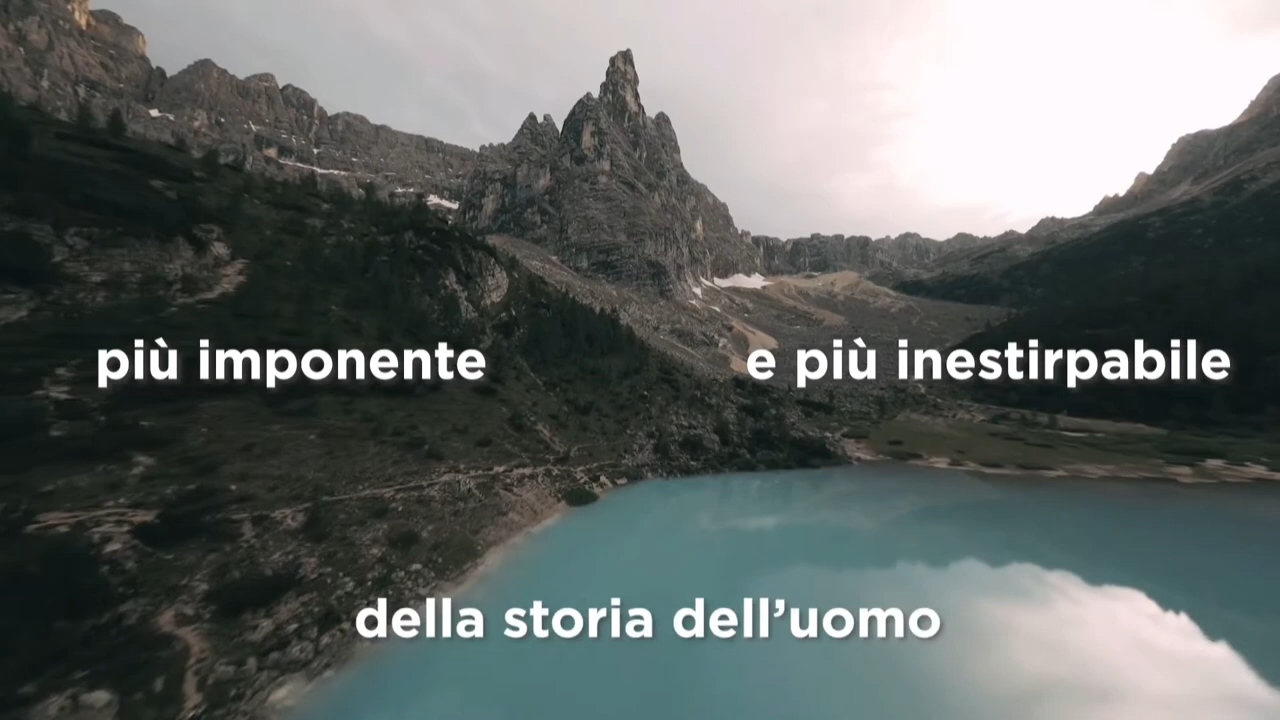 più imponente
e più inestirpabile
della storia dell’uomo